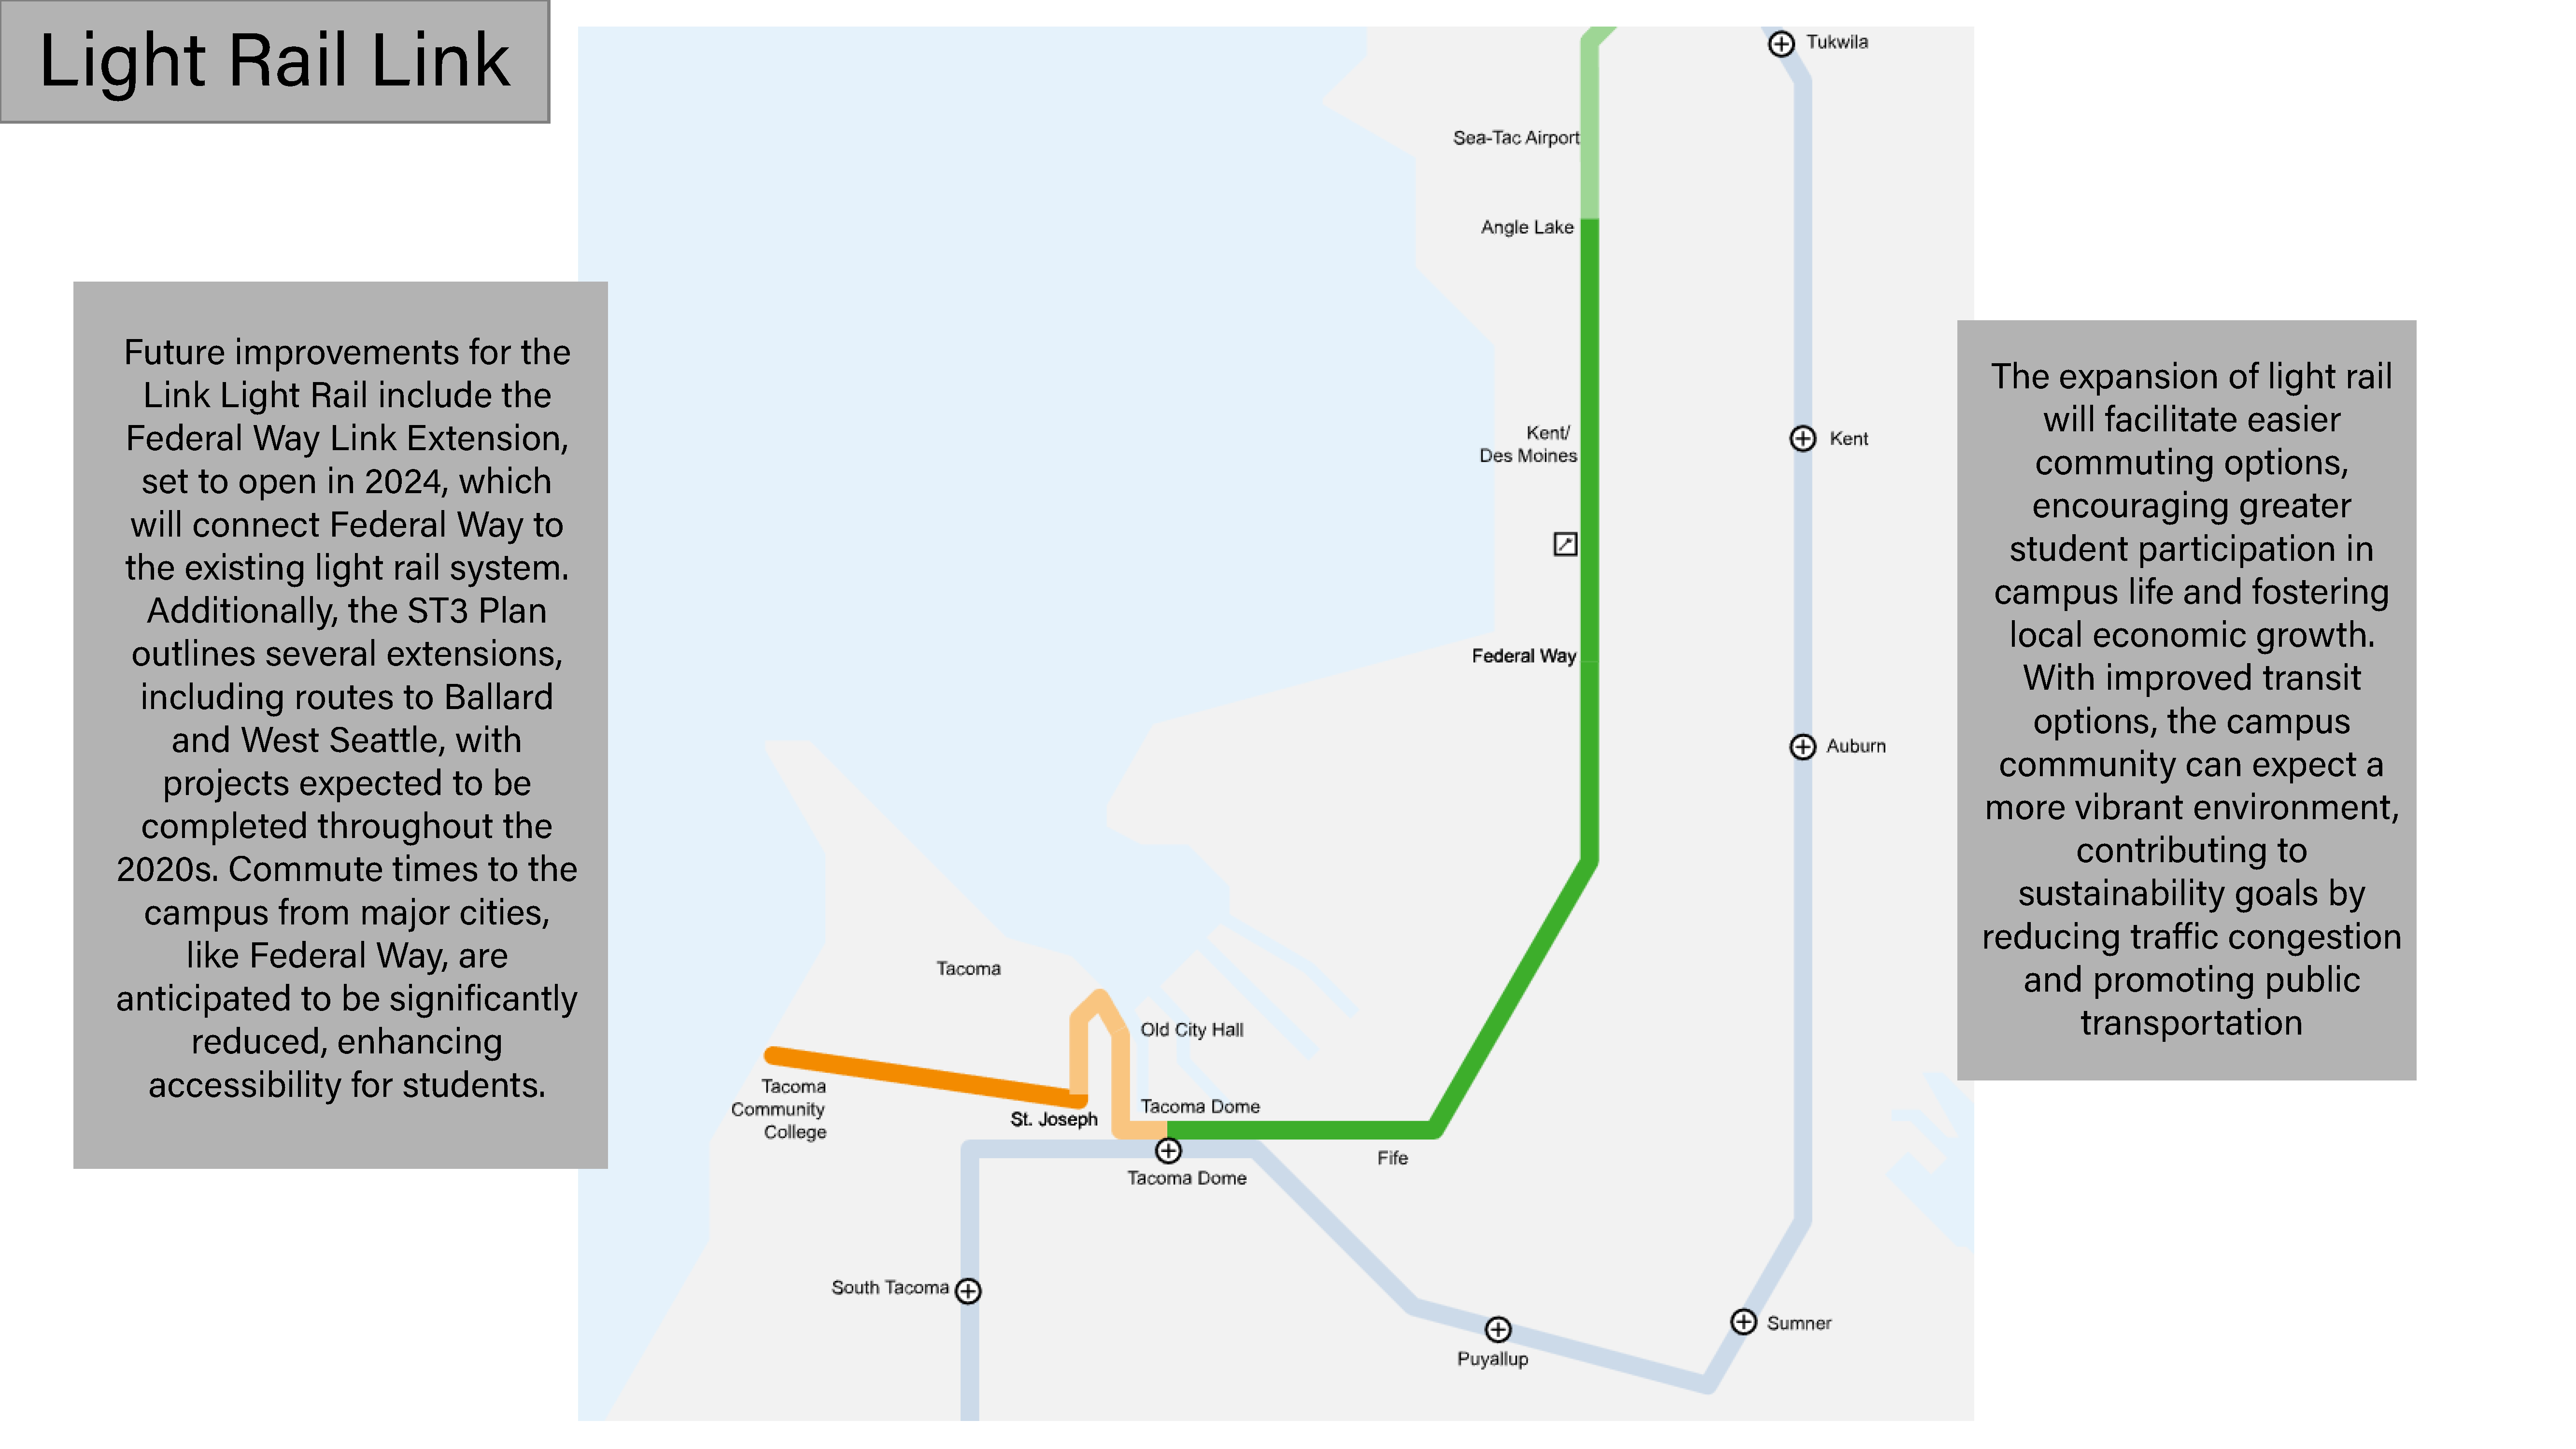 Light Rail Link
Future improvements for the
Link Light Rail include the
Federal Way Link Extension,
set to open in 2024, which
will connect Federal Way to
the existing light rail system.
Additionally, the ST3 Plan
outlines several extensions,
including routes to Ballard
and West Seattle, with
projects expected to be
completed throughout the
2020s. Commute times to the
campus from major cities,
like Federal Way, are
anticipated to be significantly
reduced, enhancing
accessibility for students.
Tukwila
Sea-Tac Airport
Angle Lake
Kent/
Des Moines
Kent
Federal Way
Auburn
Tacoma
Old City Hall
Tacoma
Community
College
St. Joseph
Tacoma Dome
Tacoma Dome
Fife
South Tacoma
Puyallup
Sumner
The expansion of light rail
will facilitate easier
commuting options,
encouraging greater
student participation in
campus life and fostering
local economic growth.
With improved transit
options, the campus
community can expect a
more vibrant environment,
contributing to
sustainability goals by
reducing traffic congestion
and promoting public
transportation